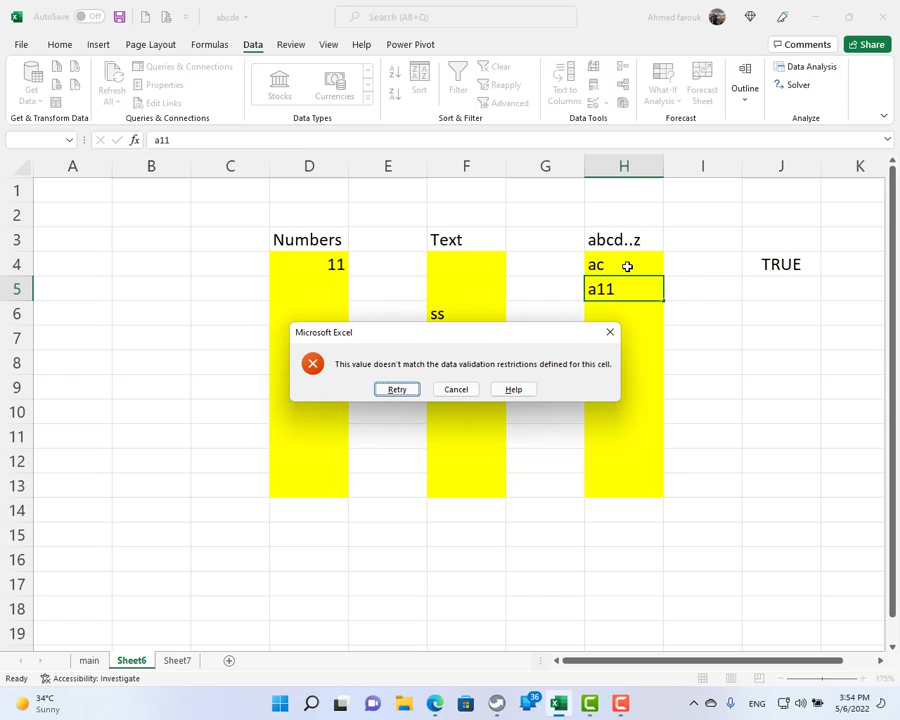 AutoSave Off abcde Search (Alt+Q) Ahmed farouk
File Home Insert Page Layout Formulas Data Review View Help Power Pivot Comments Share
Get Data Refresh All Queries & Connections Properties Edit Links Stocks Currencies Sort Filter Clear Reapply Advanced Text to Columns What-If Analysis Forecast Sheet Outline Data Analysis Solver
Get & Transform Data Queries & Connections Data Types Sort & Filter Data Tools Forecast Analyze
fx a11
A B C D E F G H I J K
1
2
3 Numbers Text abcd..z
4 11 ac TRUE
5 a11
6 ss
Microsoft Excel
7
This value doesn't match the data validation restrictions defined for this cell.
8
Retry Cancel Help
9
10
11
12
13
14
15
16
17
18
19
main Sheet6 Sheet7
Ready Accessibility: Investigate 175%
34°C
Sunny
36
ENG
3:54 PM
5/6/2022